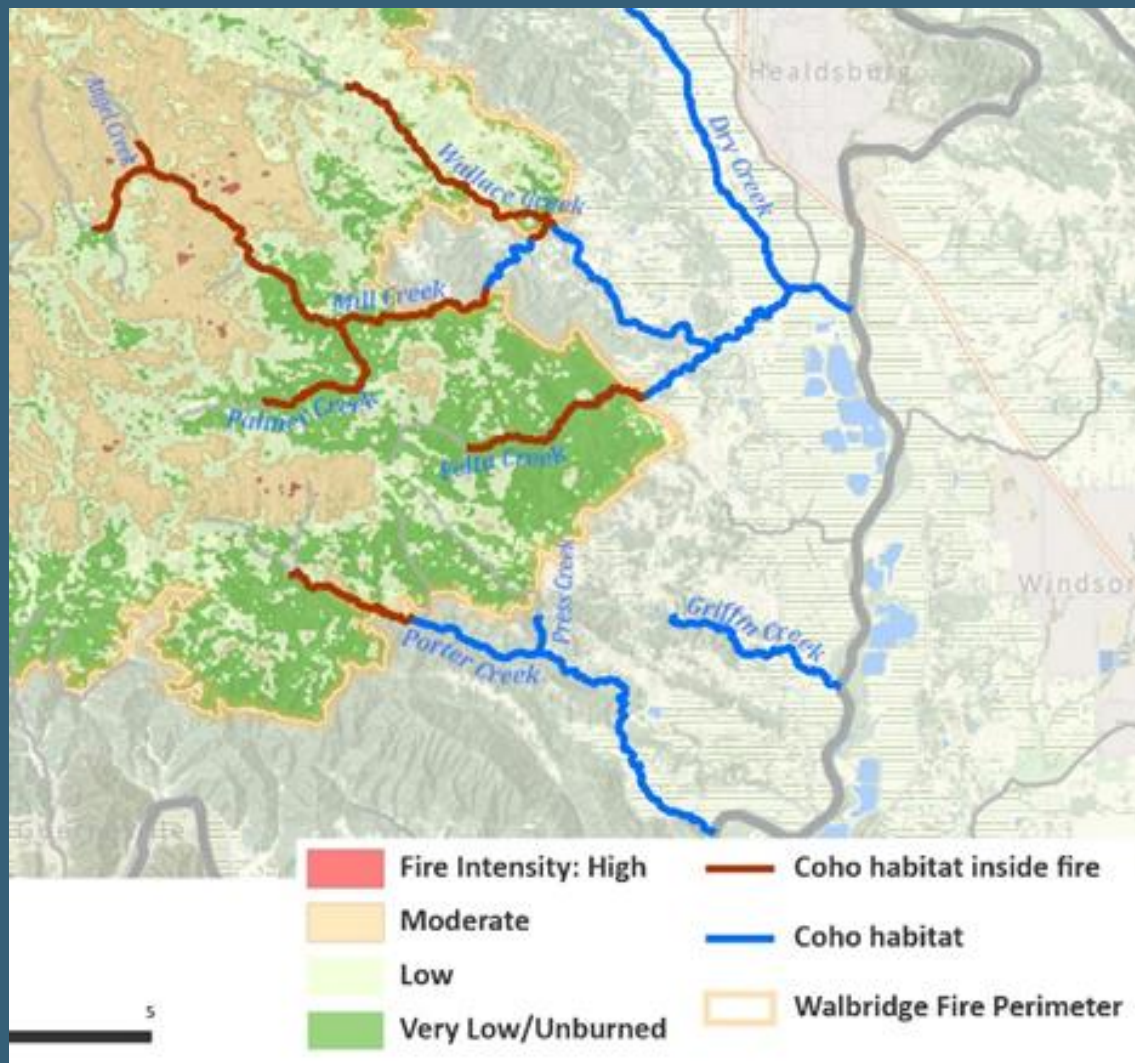 Healdsburg
Angel Creek
Dry Creek
Wallace Creek
Mill Creek
Palmer Creek
Felta Creek
Press Creek
Windsor
Griffin Creek
Porter Creek
Fire Intensity: High
Moderate
Low
Very Low/Unburned
Coho habitat inside fire
Coho habitat
Walbridge Fire Perimeter
5